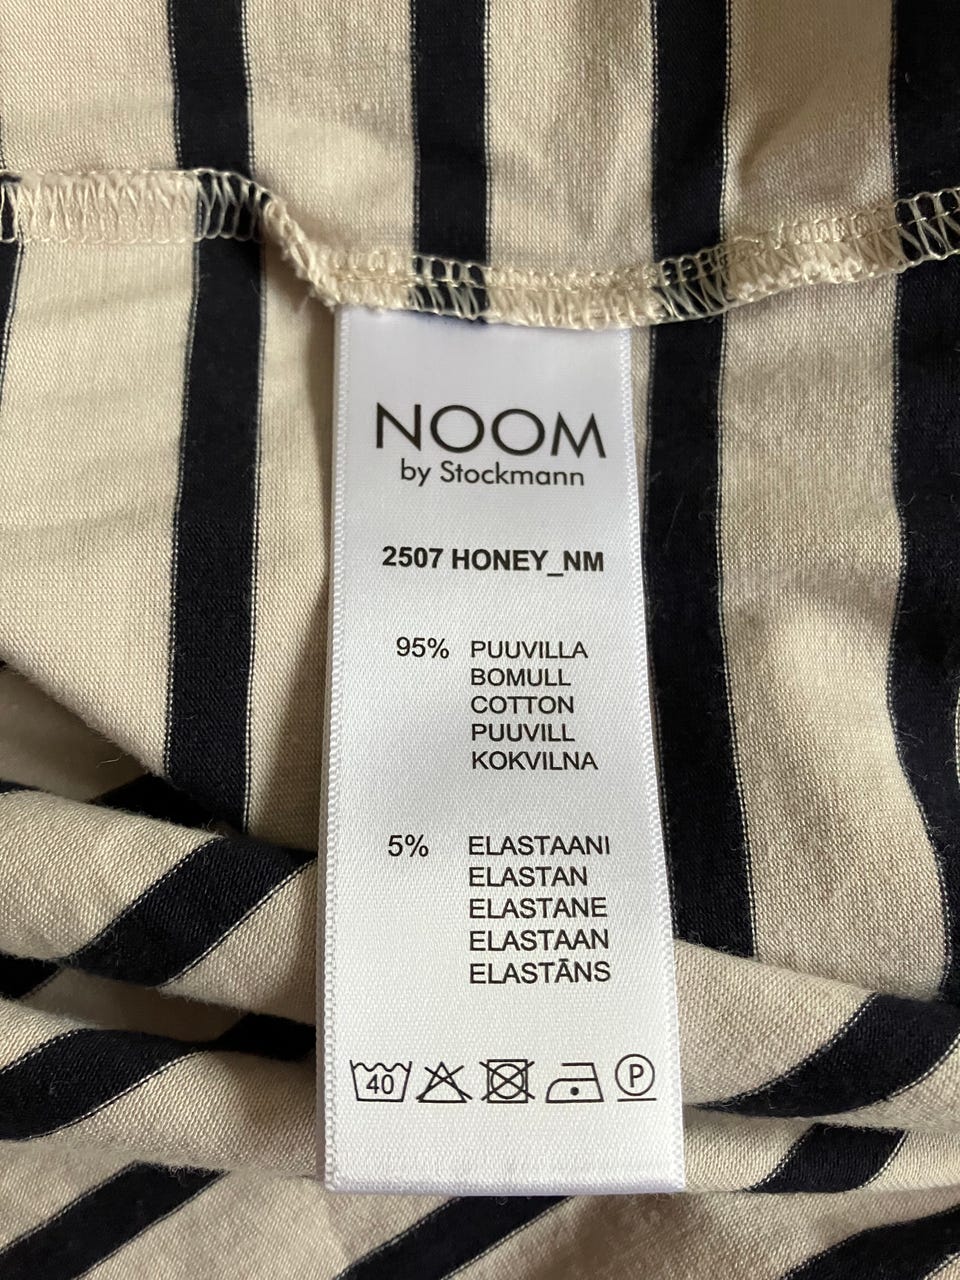 NOOM
by Stockmann
2507 HONEY_NM
95% PUUVILLA
BOMULL
COTTON
PUUVILL
KOKVILNA
5% ELASTAANI
ELASTAN
ELASTANE
ELASTAAN
ELASTĀNS
40 P